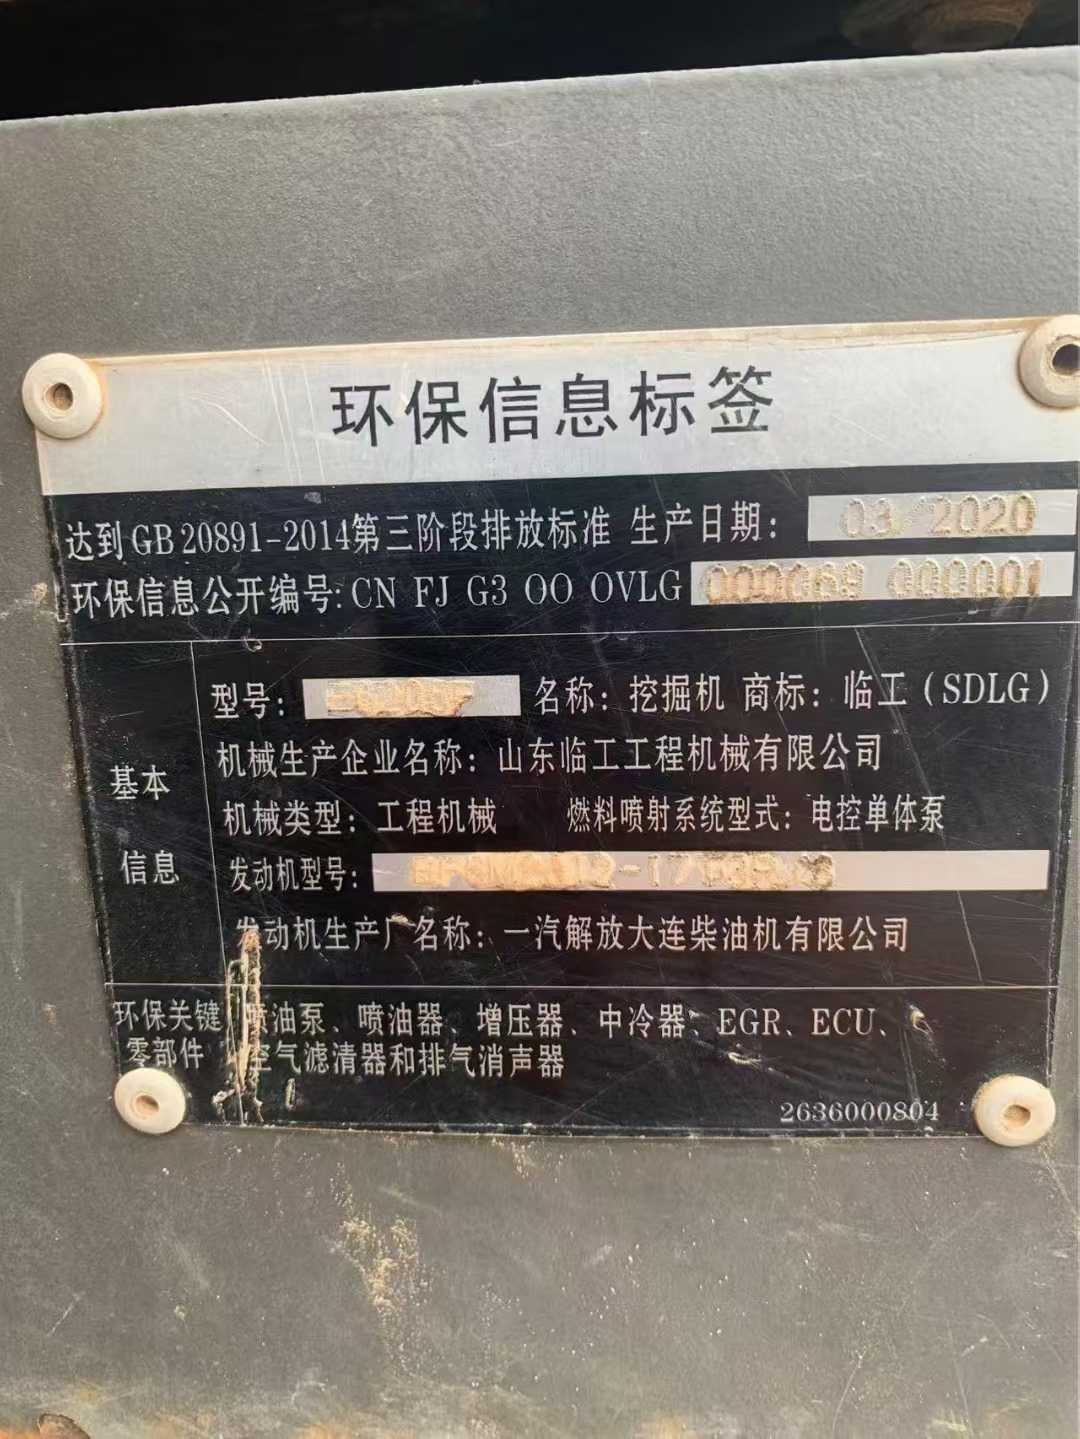 环保信息标签
达到GB 20891-2014第三阶段排放标准 生产日期: 03/2020
环保信息公开编号: CN FJ G3 OO OVLG 000069 000001
型号: 名称: 挖掘机 商标: 临工 (SDLG)
机械生产企业名称: 山东临工工程机械有限公司
基本
机械类型: 工程机械 燃料喷射系统型式: 电控单体泵
信息
发动机型号:
发动机生产厂名称: 一汽解放大连柴油机有限公司
环保关键 喷油泵、喷油器、增压器、中冷器、EGR、ECU、
零部件 空气滤清器和排气消声器
2636000804